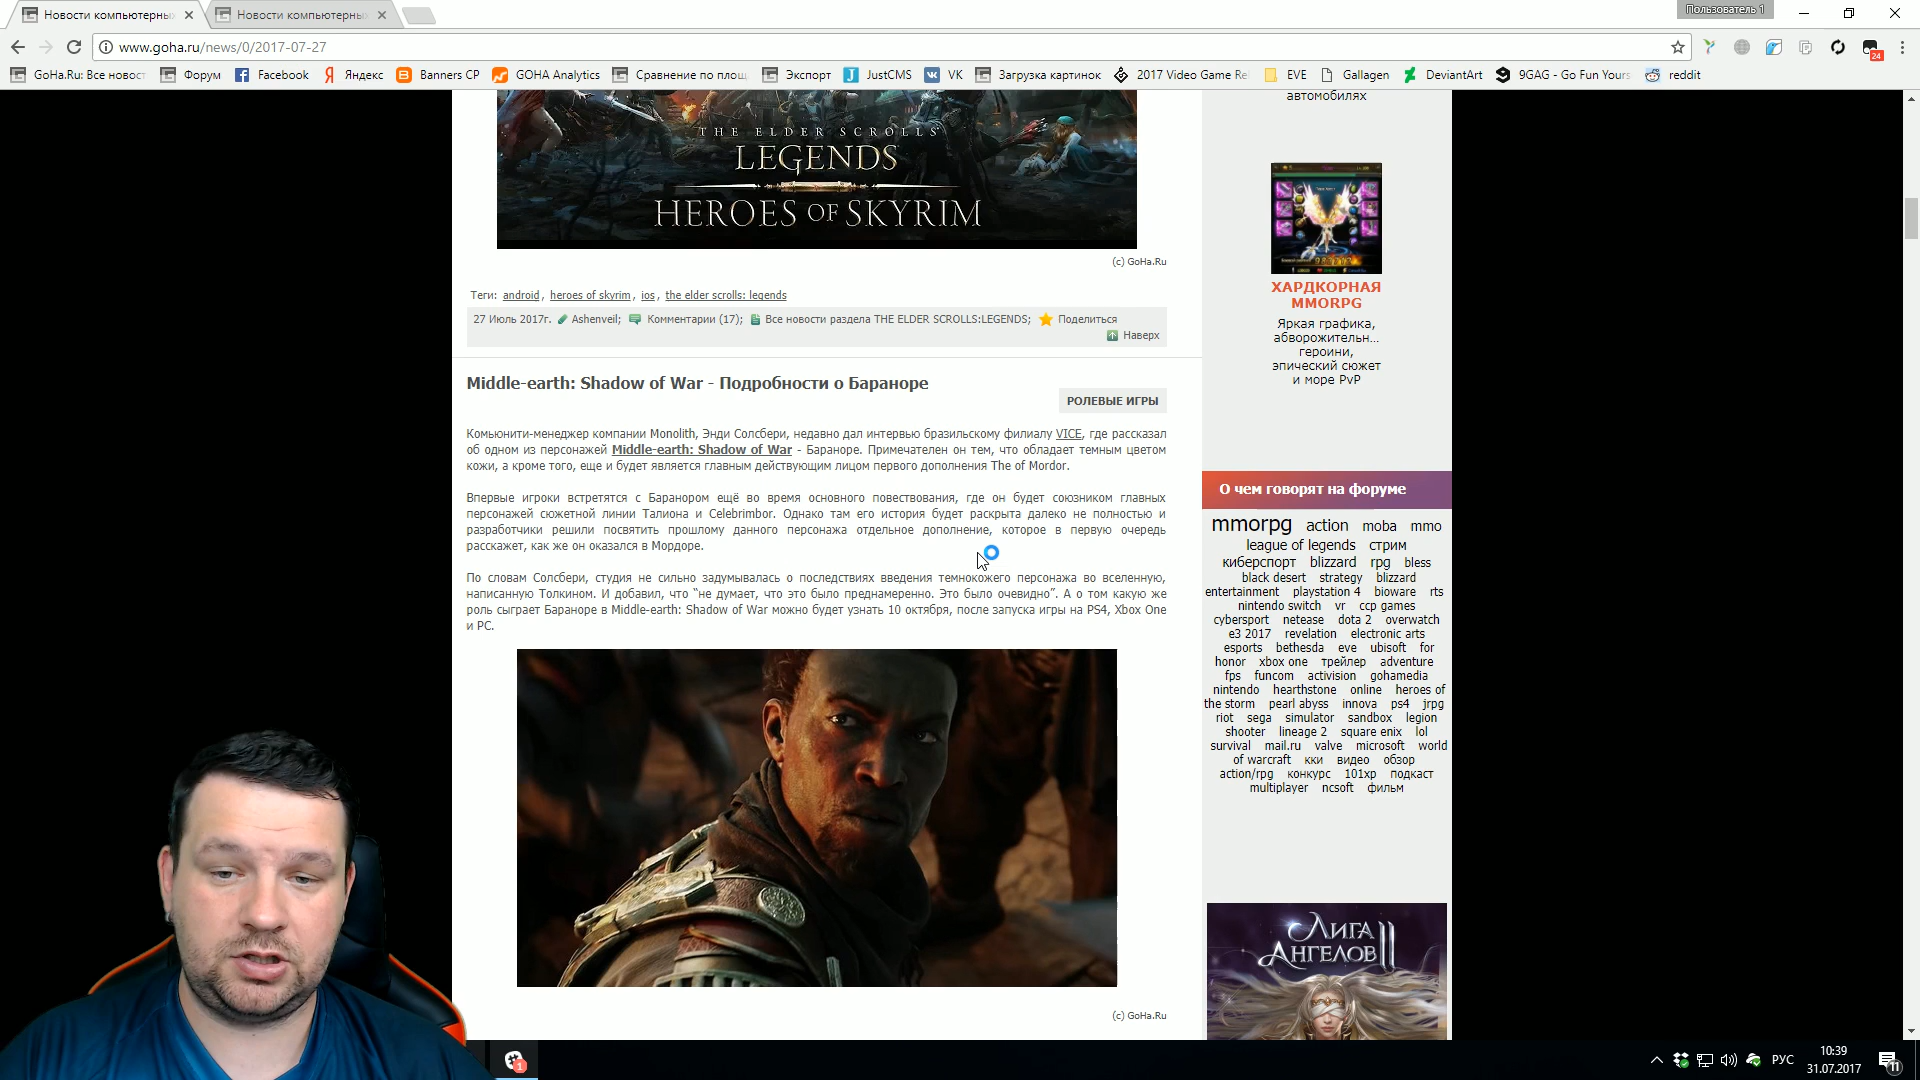 Новости компьютерны
Новости компьютерны
Пользователь 1
www.goha.ru/news/0/2017-07-27
24
GoHa.Ru: Все новост
Форум
Facebook
Яндекс
Banners CP
GOHA Analytics
Сравнение по площ
Экспорт
JustCMS
VK
Загрузка картинок
2017 Video Game Re
EVE
Gallagen
DeviantArt
9GAG - Go Fun Yours
reddit
THE ELDER SCROLLS
LEGENDS
HEROES OF SKYRIM
(c) GoHa.Ru
Теги: android, heroes of skyrim, ios, the elder scrolls: legends
27 Июль 2017г. Ashenveil; Комментарии (17); Все новости раздела THE ELDER SCROLLS:LEGENDS; Поделиться
Наверх
Middle-earth: Shadow of War - Подробности о Бараноре
РОЛЕВЫЕ ИГРЫ
Комьюнити-менеджер компании Monolith, Энди Солсбери, недавно дал интервью бразильскому филиалу VICE, где рассказал
об одном из персонажей Middle-earth: Shadow of War - Бараноре. Примечателен он тем, что обладает темным цветом
кожи, а кроме того, еще и будет является главным действующим лицом первого дополнения The of Mordor.
Впервые игроки встретятся с Баранором ещё во время основного повествования, где он будет союзником главных
персонажей сюжетной линии Талиона и Celebrimbor. Однако там его история будет раскрыта далеко не полностью и
разработчики решили посвятить прошлому данного персонажа отдельное дополнение, которое в первую очередь
расскажет, как же он оказался в Мордоре.
По словам Солсбери, студия не сильно задумывалась о последствиях введения темнокожего персонажа во вселенную,
написанную Толкином. И добавил, что “не думает, что это было преднамеренно. Это было очевидно”. А о том какую же
роль сыграет Бараноре в Middle-earth: Shadow of War можно будет узнать 10 октября, после запуска игры на PS4, Xbox One
и PC.
(c) GoHa.Ru
автомобилях
ХАРДКОРНАЯ
MMORPG
Яркая графика,
абворожительн...
героини,
эпический сюжет
и море PvP
О чем говорят на форуме
mmorpg action moba mmo
league of legends стрим
киберспорт blizzard rpg bless
black desert strategy blizzard
entertainment playstation 4 bioware rts
nintendo switch vr ccp games
cybersport netease dota 2 overwatch
e3 2017 revelation electronic arts
esports bethesda eve ubisoft for
honor xbox one трейлер adventure
fps funcom activision gohamedia
nintendo hearthstone online heroes of
the storm pearl abyss innova ps4 jrpg
riot sega simulator sandbox legion
shooter lineage 2 square enix lol
survival mail.ru valve microsoft world
of warcraft кки видео обзор
action/rpg конкурс 101xp подкаст
multiplayer ncsoft фильм
ЛИГА
АНГЕЛОВ II
1
РУС
10:39
31.07.2017
11